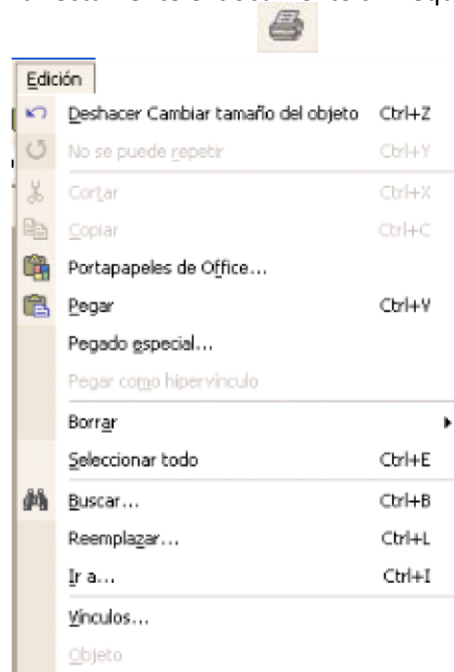 Edición
Deshacer Cambiar tamaño del objeto Ctrl+Z
No se puede repetir Ctrl+Y
Cortar Ctrl+X
Copiar Ctrl+C
Portapapeles de Office...
Pegar Ctrl+V
Pegado especial...
Pegar como hipervínculo
Borrar
Seleccionar todo Ctrl+E
Buscar... Ctrl+B
Reemplazar... Ctrl+L
Ir a... Ctrl+I
Vínculos...
Objeto